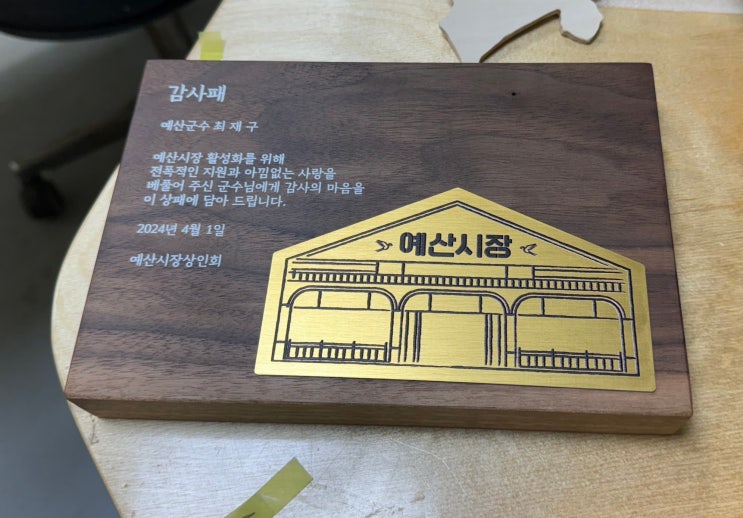 감사패
예산군수 최 재 구
예산시장 활성화를 위해
전폭적인 지원과 아낌없는 사랑을
베풀어 주신 군수님에게 감사의 마음을
이 상패에 담아 드립니다.
2024년 4월 1일
예산시장상인회
예산시장